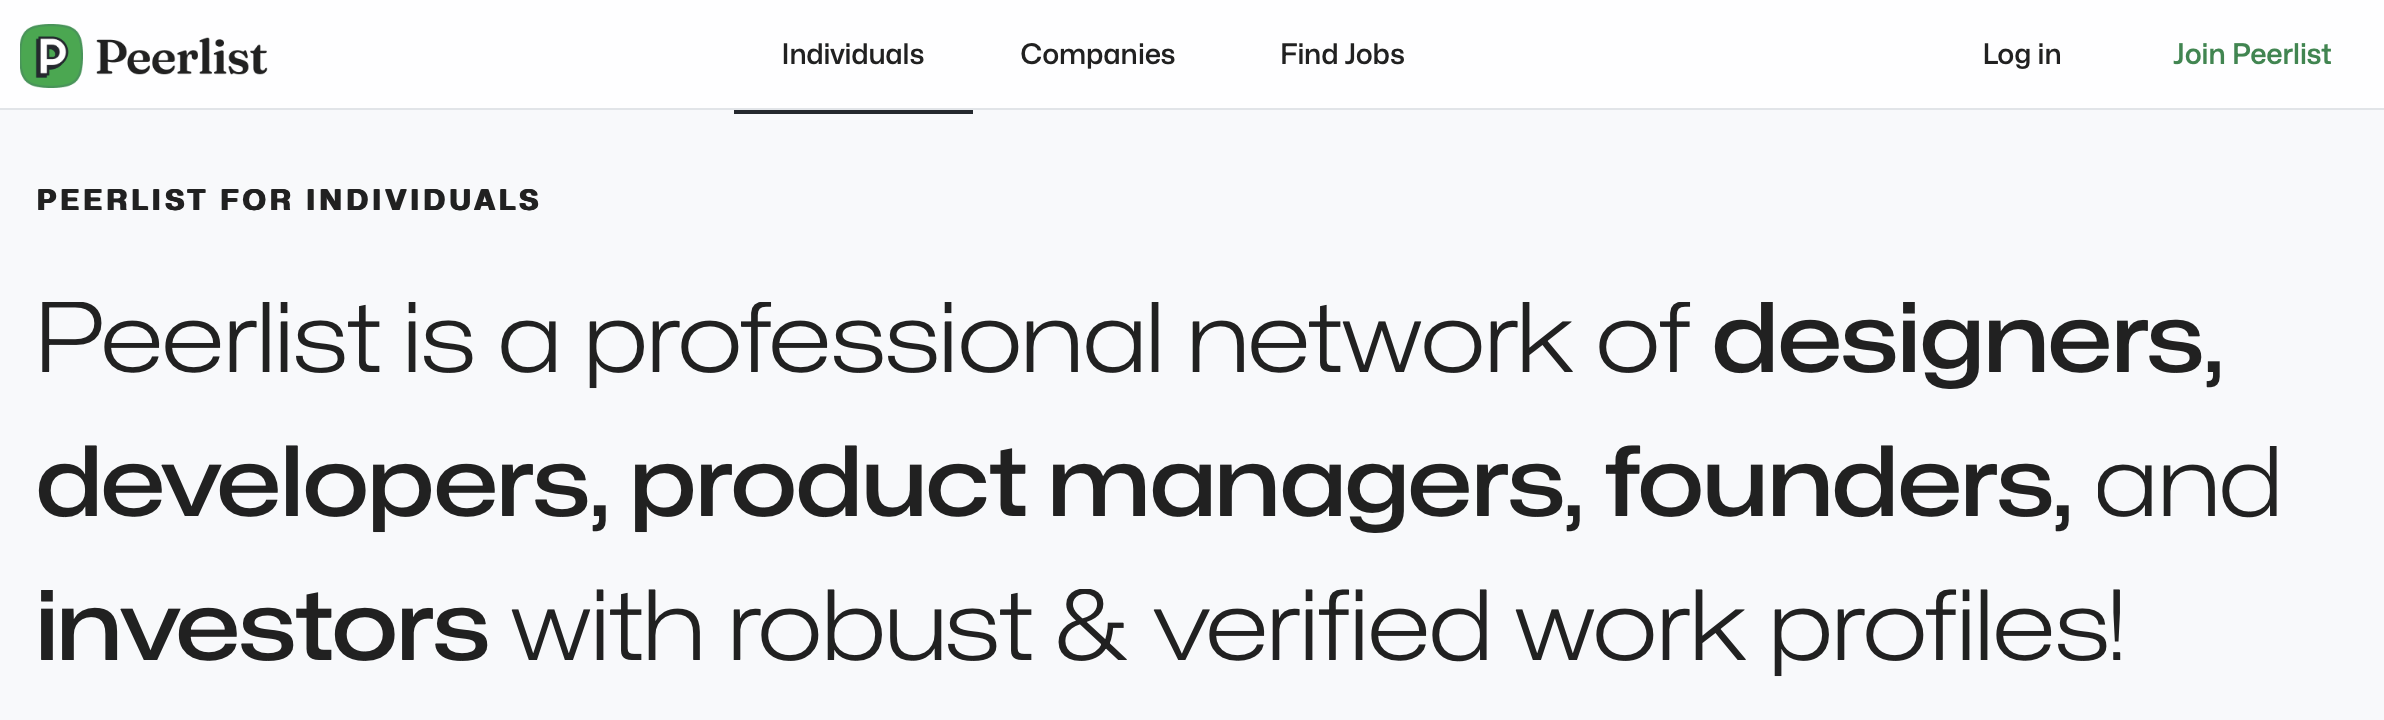 Peerlist
Individuals
Companies
Find Jobs
Log in
Join Peerlist
PEERLIST FOR INDIVIDUALS
Peerlist is a professional network of designers,
developers, product managers, founders, and
investors with robust & verified work profiles!